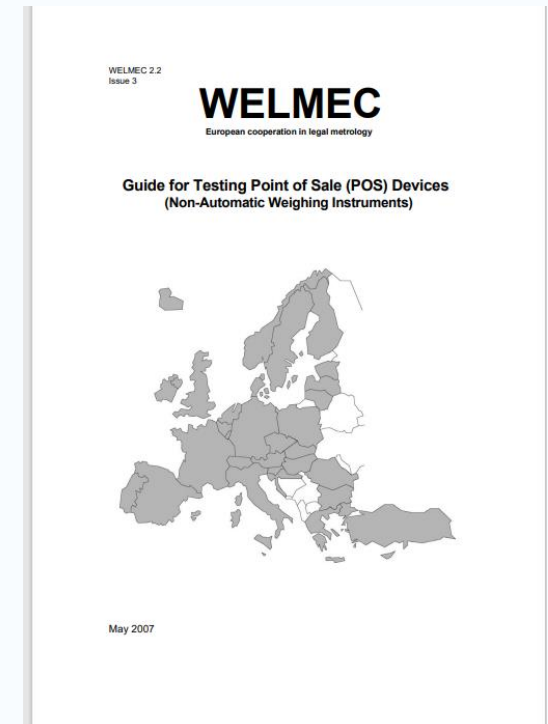 WELMEC 2.2
Issue 3
WELMEC
European cooperation in legal metrology
Guide for Testing Point of Sale (POS) Devices
(Non-Automatic Weighing Instruments)
May 2007